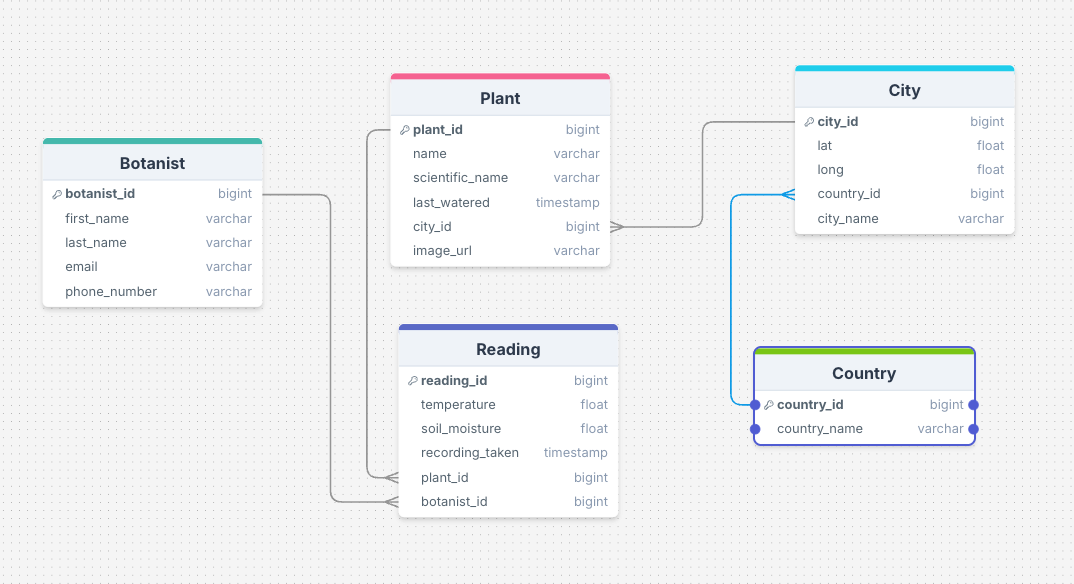 Botanist
botanist_id bigint
first_name varchar
last_name varchar
email varchar
phone_number varchar
Plant
plant_id bigint
name varchar
scientific_name varchar
last_watered timestamp
city_id bigint
image_url varchar
City
city_id bigint
lat float
long float
country_id bigint
city_name varchar
Reading
reading_id bigint
temperature float
soil_moisture float
recording_taken timestamp
plant_id bigint
botanist_id bigint
Country
country_id bigint
country_name varchar